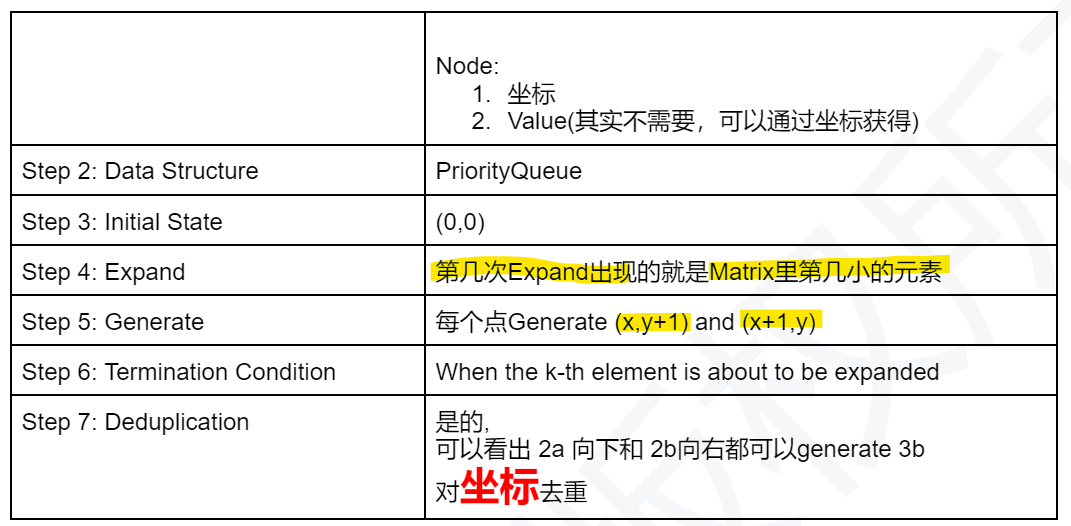 Node:
1. 坐标
2. Value(其实不需要，可以通过坐标获得)
Step 2: Data Structure
PriorityQueue
Step 3: Initial State
(0,0)
Step 4: Expand
第几次Expand出现的就是Matrix里第几小的元素
Step 5: Generate
每个点Generate (x,y+1) and (x+1,y)
Step 6: Termination Condition
When the k-th element is about to be expanded
Step 7: Deduplication
是的,
可以看出 2a 向下和 2b向右都可以generate 3b
对坐标去重
版权所